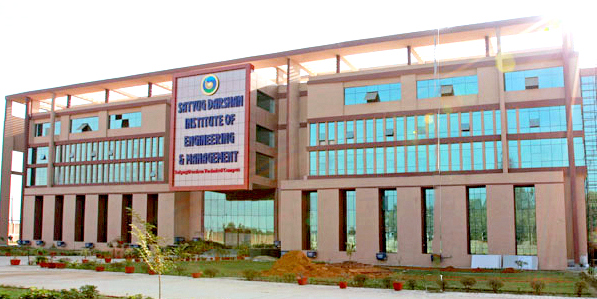 SATYUG DARSHAN
INSTITUTE OF
ENGINEERING
& MANAGEMENT